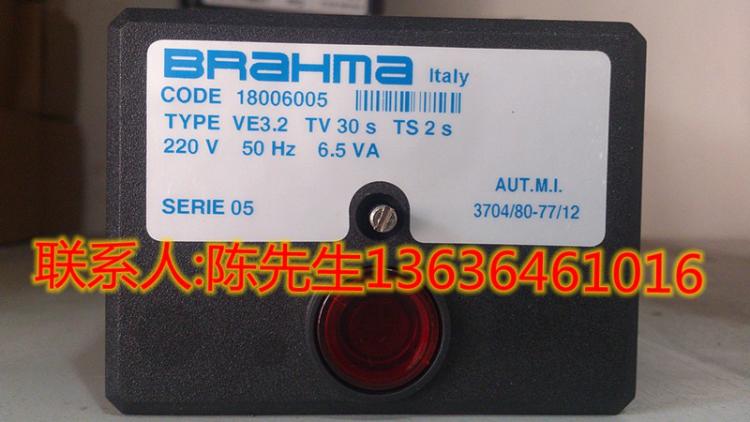 BRAHMA Italy
CODE 18006005
TYPE VE3.2 TV 30 s TS 2 s
220 V 50 Hz 6.5 VA
AUT.M.I.
SERIE 05 3704/80-77/12
联系人:陈先生13636461016